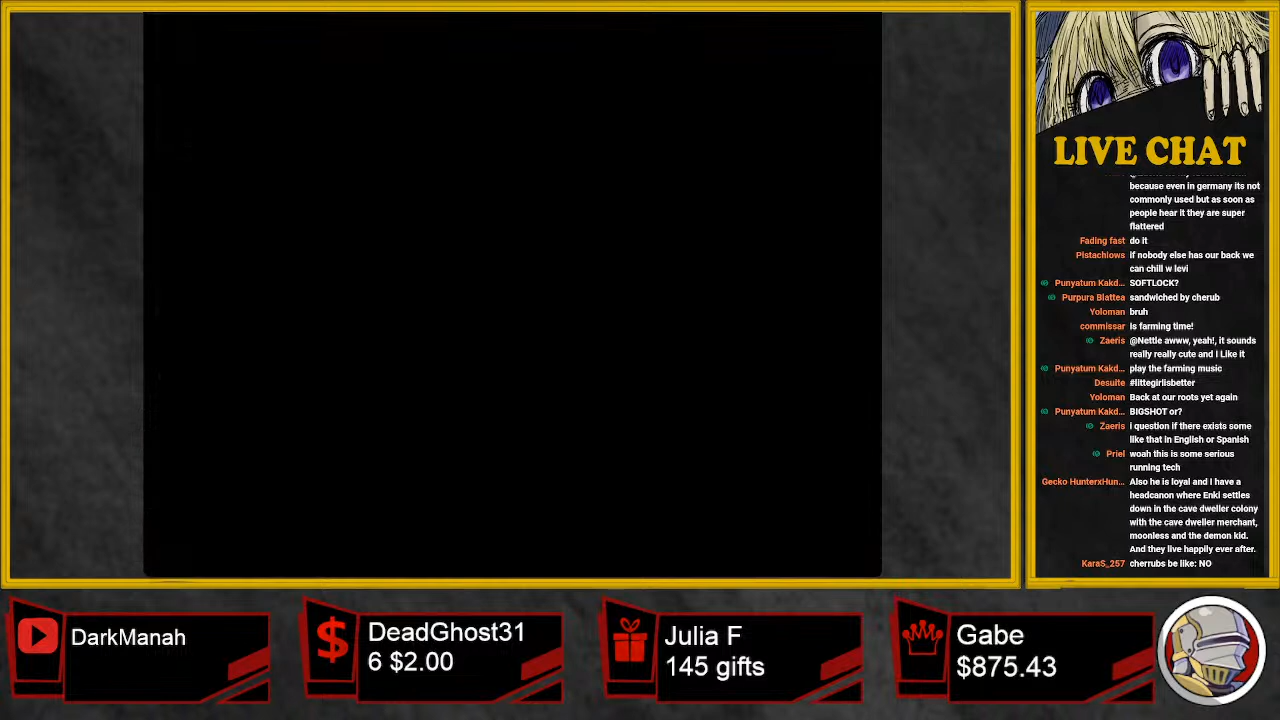 LIVE CHAT
because even in germany its not
commonly used but as soon as
people hear it they are super
flattered
Fading fast do it
Pistachiows if nobody else has our back we
can chill w levi
Punyatum Kakd... SOFTLOCK?
Purpura Blattea sandwiched by cherub
Yoloman bruh
commissar Is farming time!
Zaeris @Nettle awww, yeah!, it sounds
really really cute and i Like it
Punyatum Kakd... play the farming music
Desuite #littegirlisbetter
Yoloman Back at our roots yet again
Punyatum Kakd... BIGSHOT or?
Zaeris i question if there exists some
like that in English or Spanish
Priel woah this is some serious
running tech
Gecko HunterxHun... Also he is loyal and I have a
headcanon where Enki settles
down in the cave dweller colony
with the cave dweller merchant,
moonless and the demon kid.
And they live happily ever after.
KaraS_257 cherrubs be like: NO
DarkManah
DeadGhost31
6 $2.00
Julia F
145 gifts
Gabe
$875.43